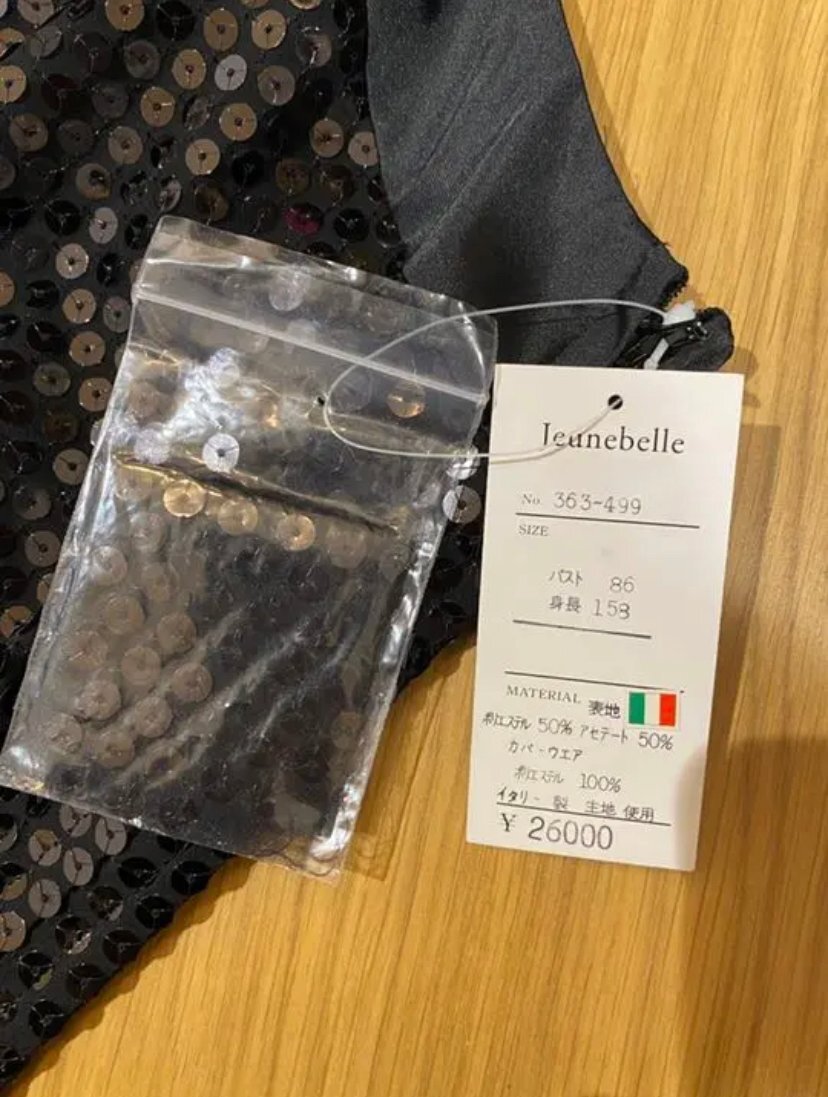 Jeunebelle
No. 363-499
SIZE
バスト 86
身長 158
MATERIAL 表地
ポリエステル 50% アセテート 50%
カバ-ウエア
ポリエステル 100%
イタリー製 生地使用
¥ 26000